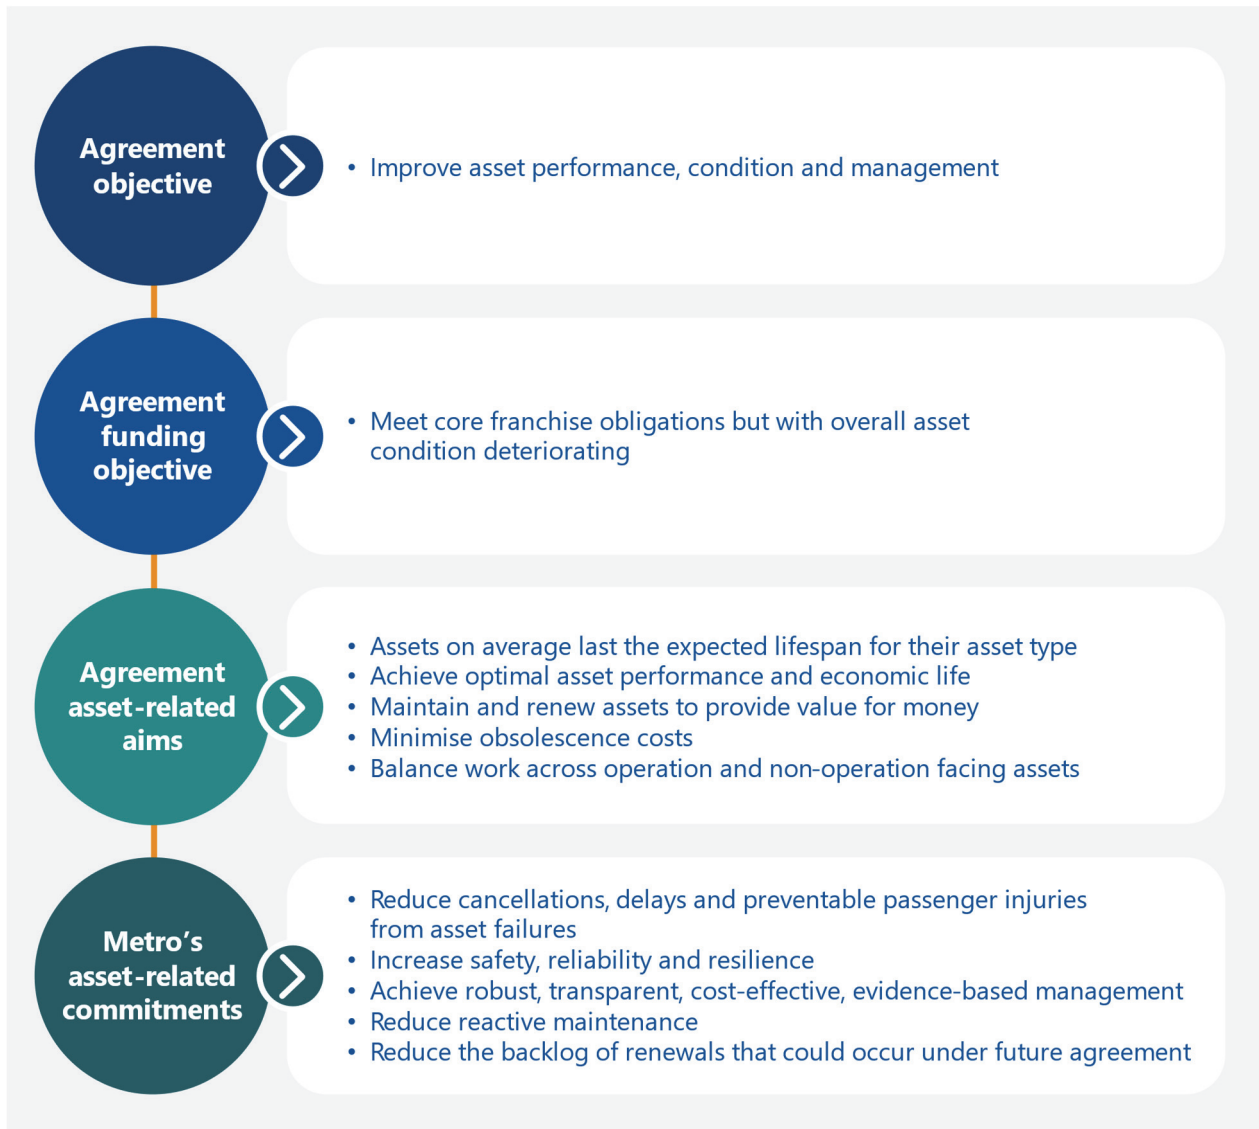 Agreement
objective
• Improve asset performance, condition and management
Agreement
funding
objective
• Meet core franchise obligations but with overall asset
condition deteriorating
Agreement
asset-related
aims
• Assets on average last the expected lifespan for their asset type
• Achieve optimal asset performance and economic life
• Maintain and renew assets to provide value for money
• Minimise obsolescence costs
• Balance work across operation and non-operation facing assets
Metro’s
asset-related
commitments
• Reduce cancellations, delays and preventable passenger injuries
from asset failures
• Increase safety, reliability and resilience
• Achieve robust, transparent, cost-effective, evidence-based management
• Reduce reactive maintenance
• Reduce the backlog of renewals that could occur under future agreement